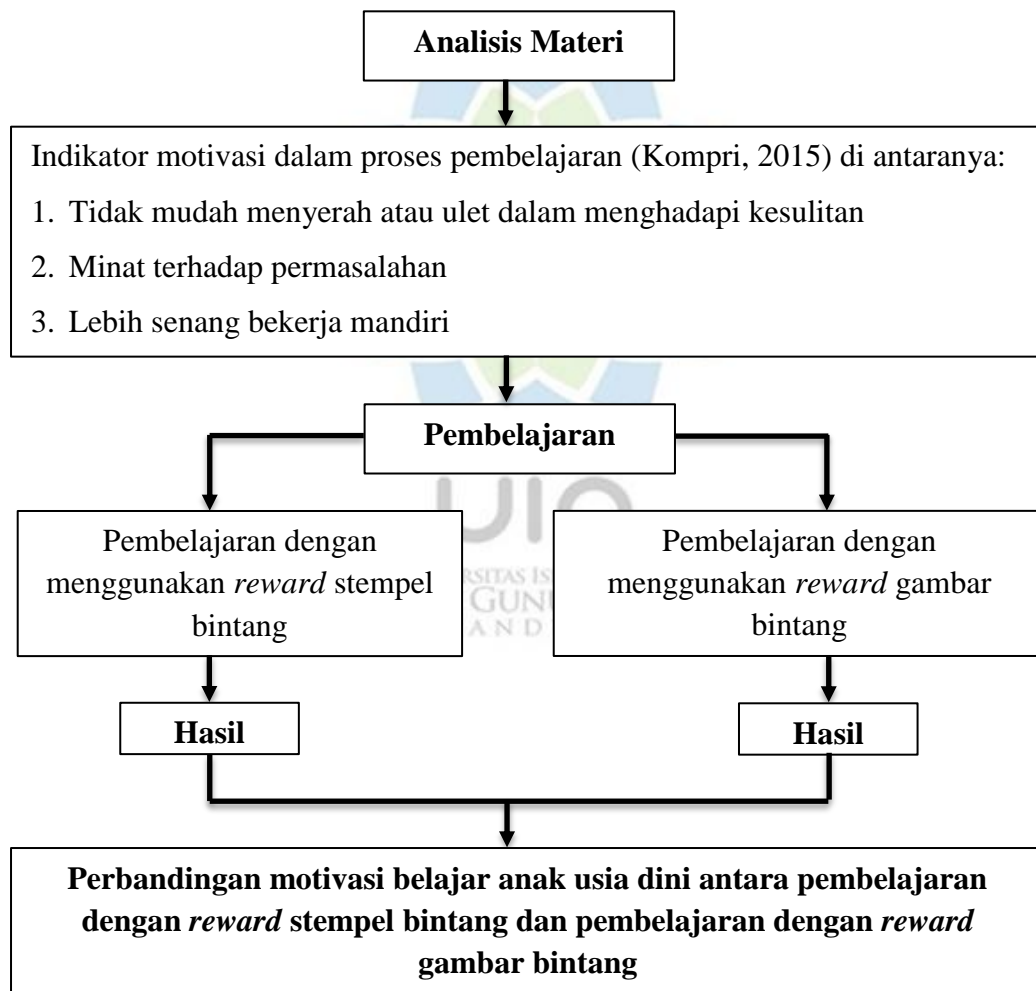 Analisis Materi
Indikator motivasi dalam proses pembelajaran (Kompri, 2015) di antaranya:
1. Tidak mudah menyerah atau ulet dalam menghadapi kesulitan
2. Minat terhadap permasalahan
3. Lebih senang bekerja mandiri
Pembelajaran
Pembelajaran dengan
menggunakan reward stempel
bintang
Pembelajaran dengan
menggunakan reward gambar
bintang
Hasil
Hasil
Perbandingan motivasi belajar anak usia dini antara pembelajaran
dengan reward stempel bintang dan pembelajaran dengan reward
gambar bintang